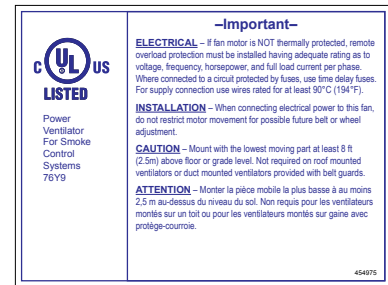 C UL US
LISTED
Power
Ventilator
For Smoke
Control
Systems
76Y9
–Important–
ELECTRICAL – If fan motor is NOT thermally protected, remote
overload protection must be installed having adequate rating as to
voltage, frequency, horsepower, and full load current per phase.
Where connected to a circuit protected by fuses, use time delay fuses.
For supply connection use wires rated for at least 90°C (194°F).
INSTALLATION – When connecting electrical power to this fan,
do not restrict motor movement for possible future belt or wheel
adjustment.
CAUTION – Mount with the lowest moving part at least 8 ft
(2.5m) above floor or grade level. Not required on roof mounted
ventilators or duct mounted ventilators provided with belt guards.
ATTENTION – Monter la pièce mobile la plus basse à au moins
2,5 m au-dessus du niveau du sol. Non requis pour les ventilateurs
montés sur un toit ou pour les ventilateurs montés sur gaine avec
protège-courroie.
454975